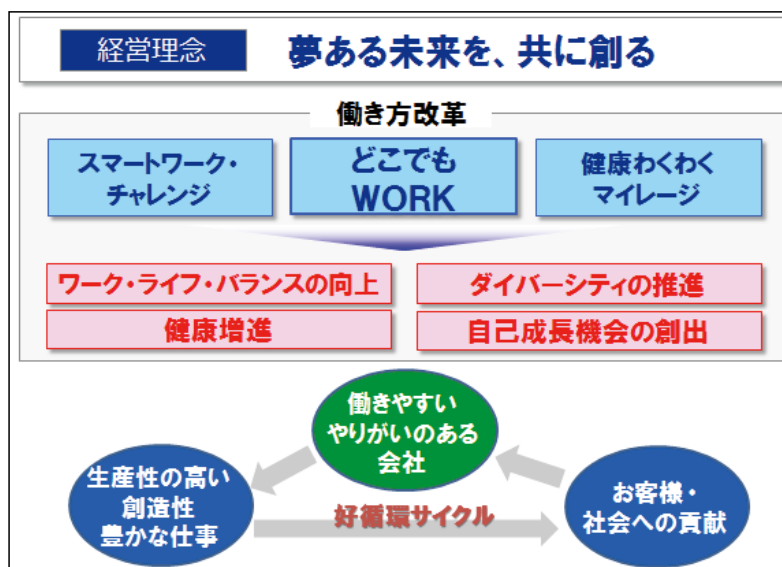 経営理念 夢ある未来を、共に創る
働き方改革
スマートワーク・
チャレンジ
どこでも
WORK
健康わくわく
マイレージ
ワーク・ライフ・バランスの向上
ダイバーシティの推進
健康増進
自己成長機会の創出
働きやすい
やりがいのある
会社
生産性の高い
創造性
豊かな仕事
好循環サイクル
お客様・
社会への貢献